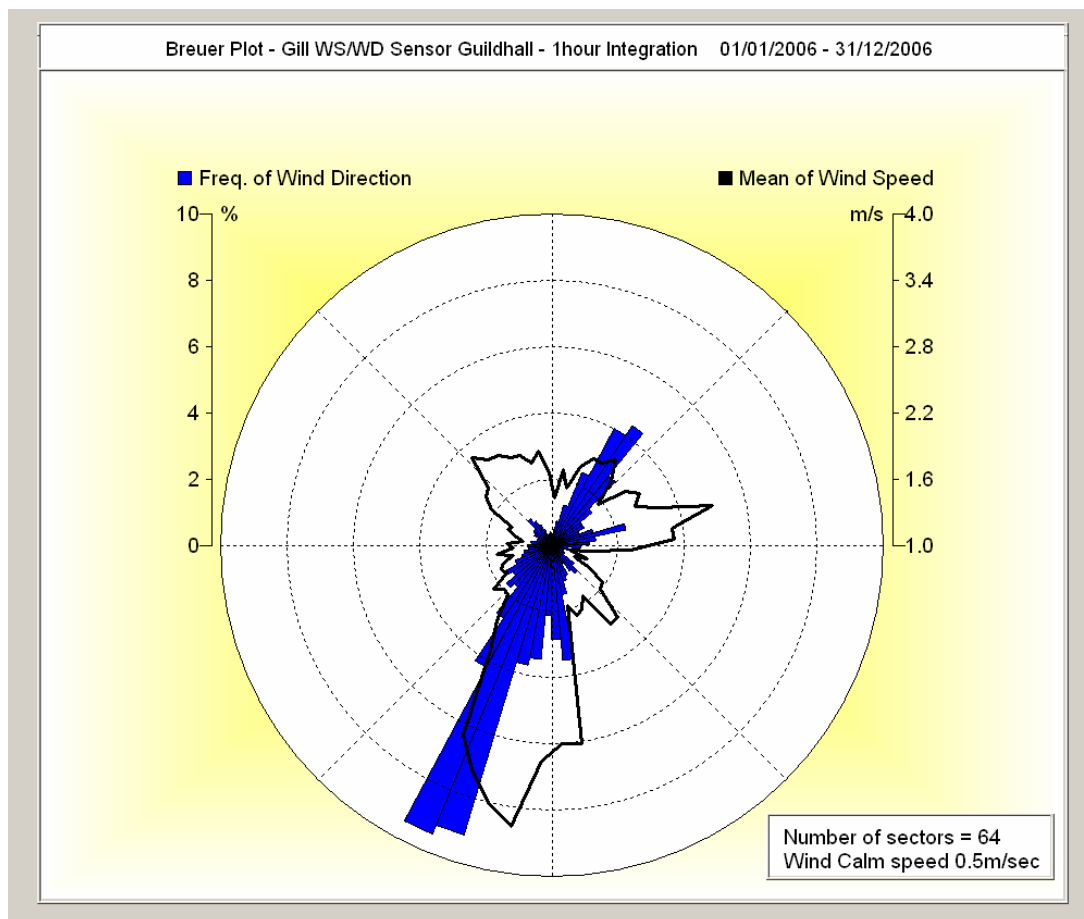 Breuer Plot - Gill WS/WD Sensor Guildhall - 1hour Integration 01/01/2006 - 31/12/2006
Freq. of Wind Direction
Mean of Wind Speed
10 %
m/s 4.0
8
3.4
6
2.8
4
2.2
2
1.6
0
1.0
Number of sectors = 64
Wind Calm speed 0.5m/sec